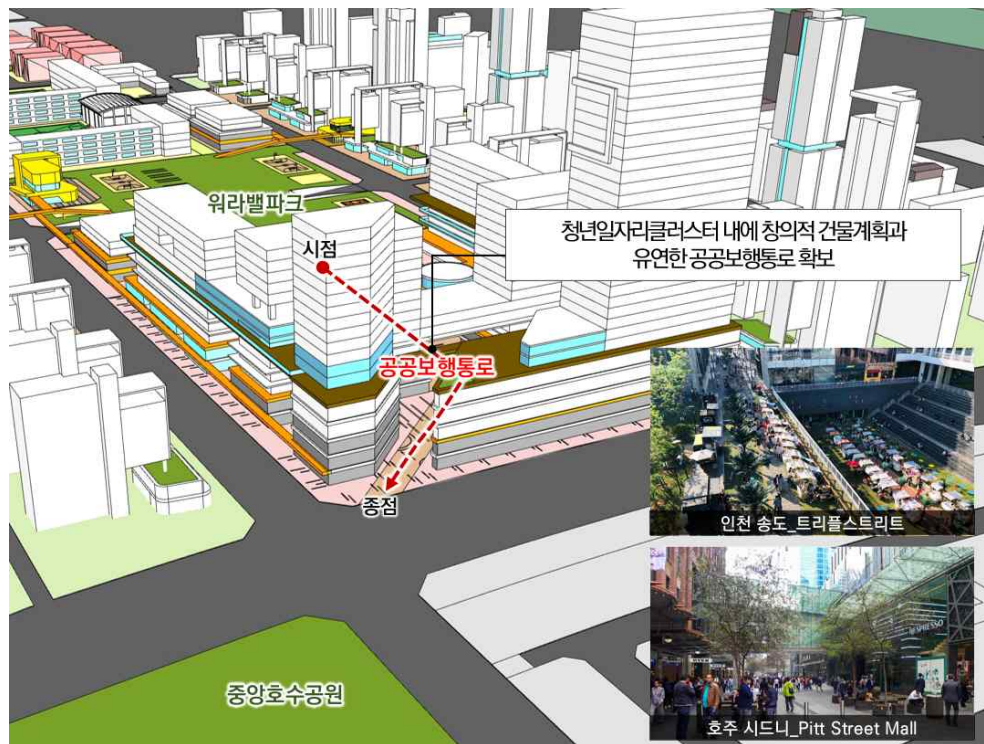 워라밸파크
시점
청년일자리클러스터 내에 창의적 건물계획과
유연한 공공보행통로 확보
공공보행통로
종점
인천 송도_트리플스트리트
중앙호수공원
호주 시드니_Pitt Street Mall